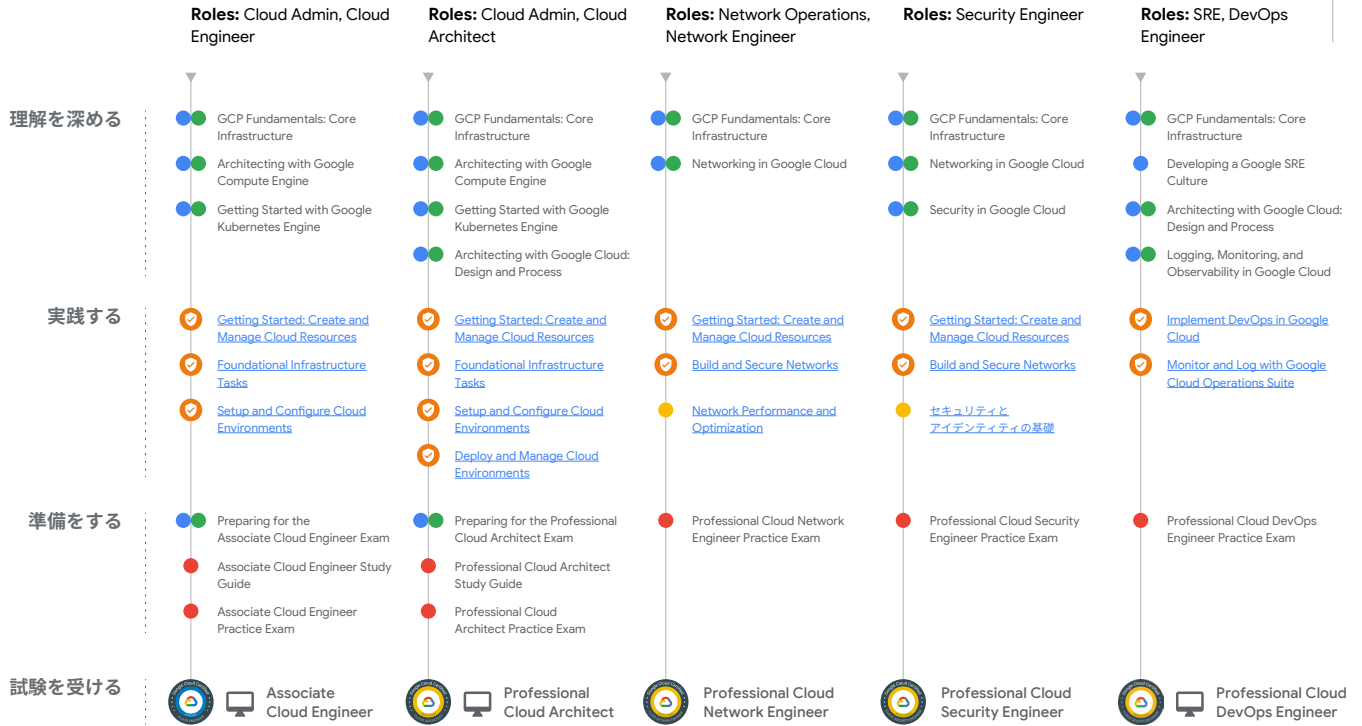 Roles: Cloud Admin, Cloud
Engineer
Roles: Cloud Admin, Cloud
Architect
Roles: Network Operations,
Network Engineer
Roles: Security Engineer
Roles: SRE, DevOps
Engineer
理解を深める
GCP Fundamentals: Core
Infrastructure
Architecting with Google
Compute Engine
Getting Started with Google
Kubernetes Engine
GCP Fundamentals: Core
Infrastructure
Architecting with Google
Compute Engine
Getting Started with Google
Kubernetes Engine
Architecting with Google Cloud:
Design and Process
GCP Fundamentals: Core
Infrastructure
Networking in Google Cloud
GCP Fundamentals: Core
Infrastructure
Networking in Google Cloud
Security in Google Cloud
GCP Fundamentals: Core
Infrastructure
Developing a Google SRE
Culture
Architecting with Google Cloud:
Design and Process
Logging, Monitoring, and
Observability in Google Cloud
実践する
Getting Started: Create and
Manage Cloud Resources
Foundational Infrastructure
Tasks
Setup and Configure Cloud
Environments
Getting Started: Create and
Manage Cloud Resources
Foundational Infrastructure
Tasks
Setup and Configure Cloud
Environments
Deploy and Manage Cloud
Environments
Getting Started: Create and
Manage Cloud Resources
Build and Secure Networks
Network Performance and
Optimization
Getting Started: Create and
Manage Cloud Resources
Build and Secure Networks
セキュリティと
アイデンティティの基礎
Implement DevOps in Google
Cloud
Monitor and Log with Google
Cloud Operations Suite
準備をする
Preparing for the
Associate Cloud Engineer Exam
Associate Cloud Engineer Study
Guide
Associate Cloud Engineer
Practice Exam
Preparing for the Professional
Cloud Architect Exam
Professional Cloud Architect
Study Guide
Professional Cloud
Architect Practice Exam
Professional Cloud Network
Engineer Practice Exam
Professional Cloud Security
Engineer Practice Exam
Professional Cloud DevOps
Engineer Practice Exam
試験を受ける
Associate
Cloud Engineer
Professional
Cloud Architect
Professional Cloud
Network Engineer
Professional Cloud
Security Engineer
Professional Cloud
DevOps Engineer